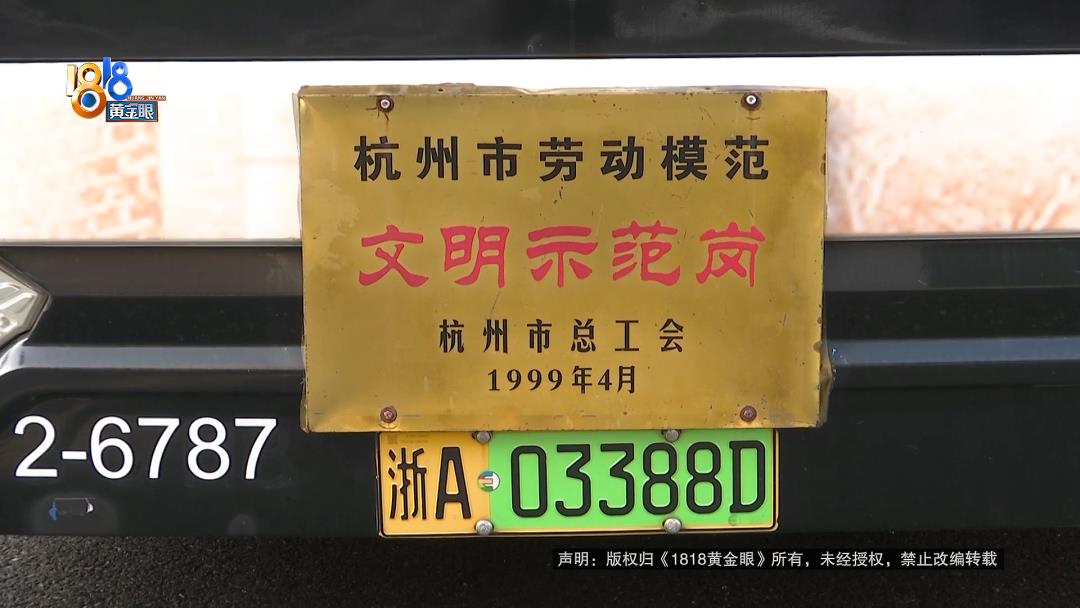 1818
HUANG JIN YAN
黄金眼
杭州市劳动模范
文明示范岗
杭州市总工会
1999年4月
2-6787
浙A 03388D
声明：版权归《1818黄金眼》所有，未经授权，禁止改编转载